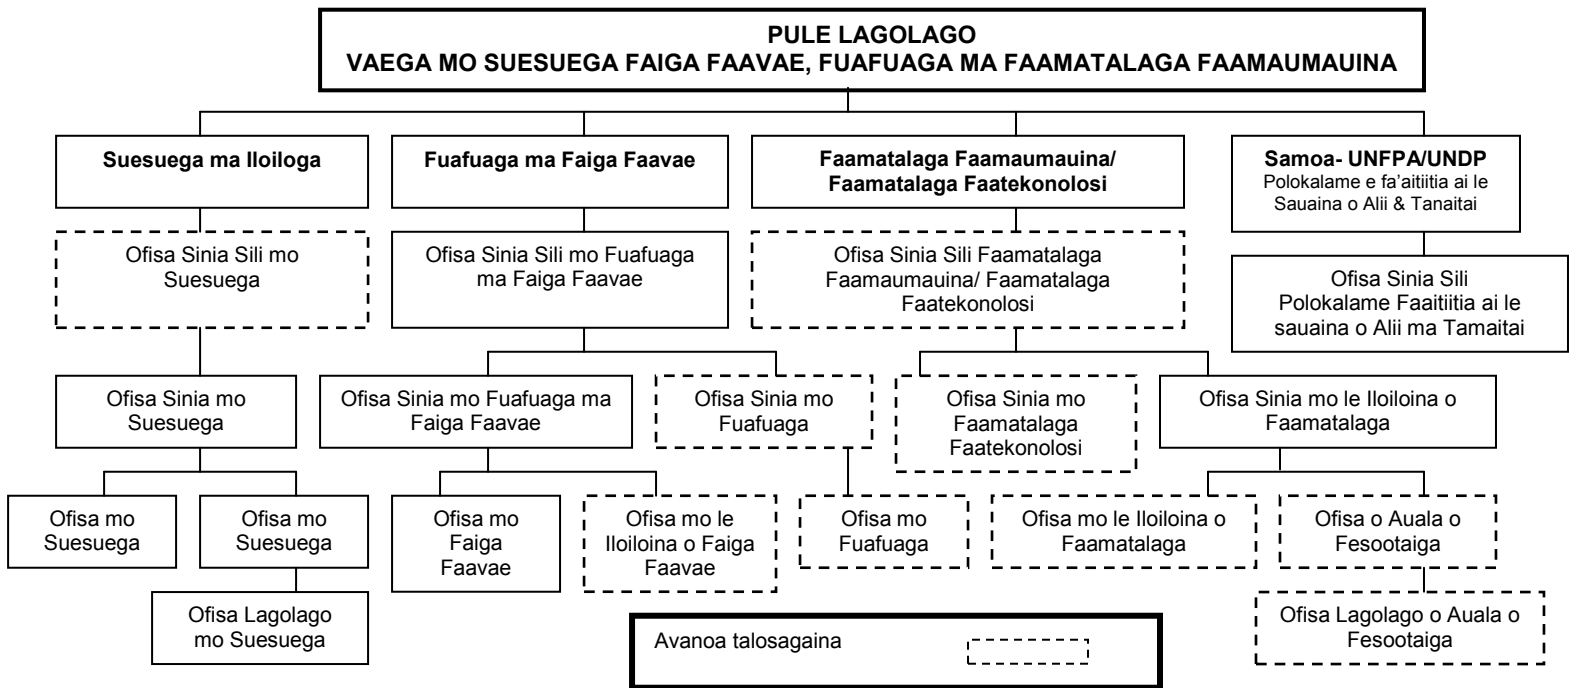 PULE LAGOLAGO
VAEGA MO SUESUEGA FAIGA FAAVAE, FUAFUAGA MA FAAMATALAGA FAAMAUMAUINA
Suesuega ma Iloiloga
Fuafuaga ma Faiga Faavae
Faamatalaga Faamaumauina/
Faamatalaga Faatekonolosi
Samoa- UNFPA/UNDP
Polokalame e fa’aitiitia ai le
Sauaina o Alii & Tanaitai
Ofisa Sinia Sili mo
Suesuega
Ofisa Sinia Sili mo Fuafuaga
ma Faiga Faavae
Ofisa Sinia Sili Faamatalaga
Faamaumauina/ Faamatalaga
Faatekonolosi
Ofisa Sinia Sili
Polokalame Faaitiitia ai le
sauaina o Alii ma Tamaitai
Ofisa Sinia mo
Suesuega
Ofisa Sinia mo Fuafuaga ma
Faiga Faavae
Ofisa Sinia mo
Fuafuaga
Ofisa Sinia mo
Faamatalaga
Faatekonolosi
Ofisa Sinia mo le Iloiloina o
Faamatalaga
Ofisa mo
Suesuega
Ofisa mo
Suesuega
Ofisa mo
Faiga
Faavae
Ofisa mo le
Iloiloina o Faiga
Faavae
Ofisa mo
Fuafuaga
Ofisa mo le Iloiloina o
Faamatalaga
Ofisa o Auala o
Fesootaiga
Ofisa Lagolago
mo Suesuega
Ofisa Lagolago o Auala o
Fesootaiga
Avanoa talosagaina